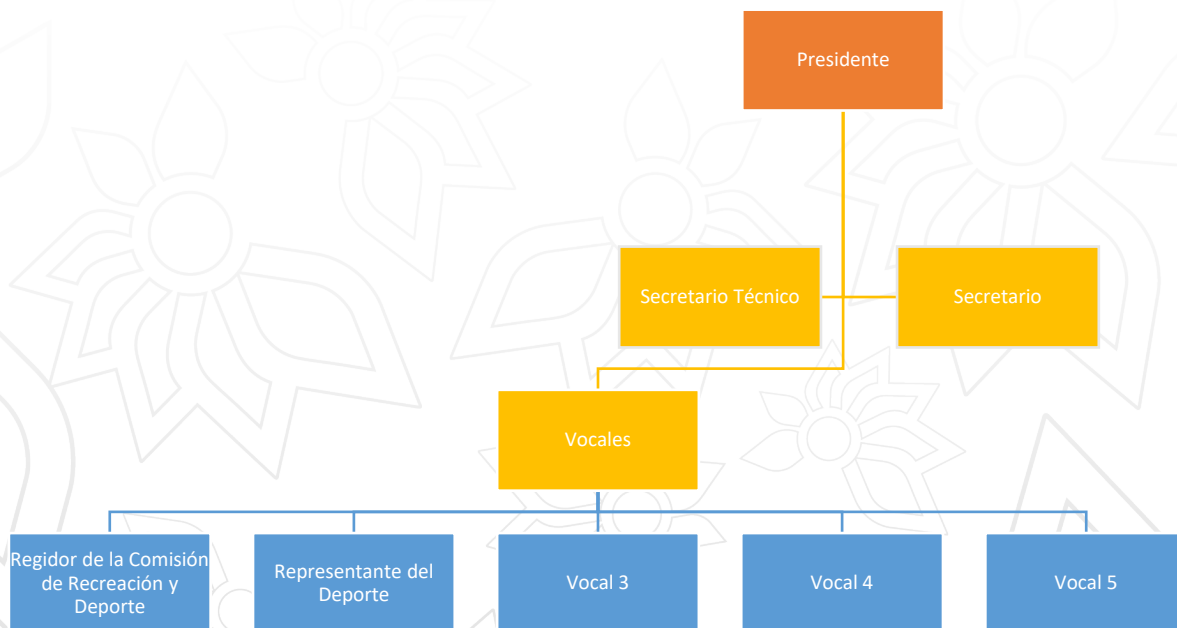 Presidente
Secretario Técnico
Secretario
Vocales
Regidor de la Comisión
de Recreación y
Deporte
Representante del
Deporte
Vocal 3
Vocal 4
Vocal 5